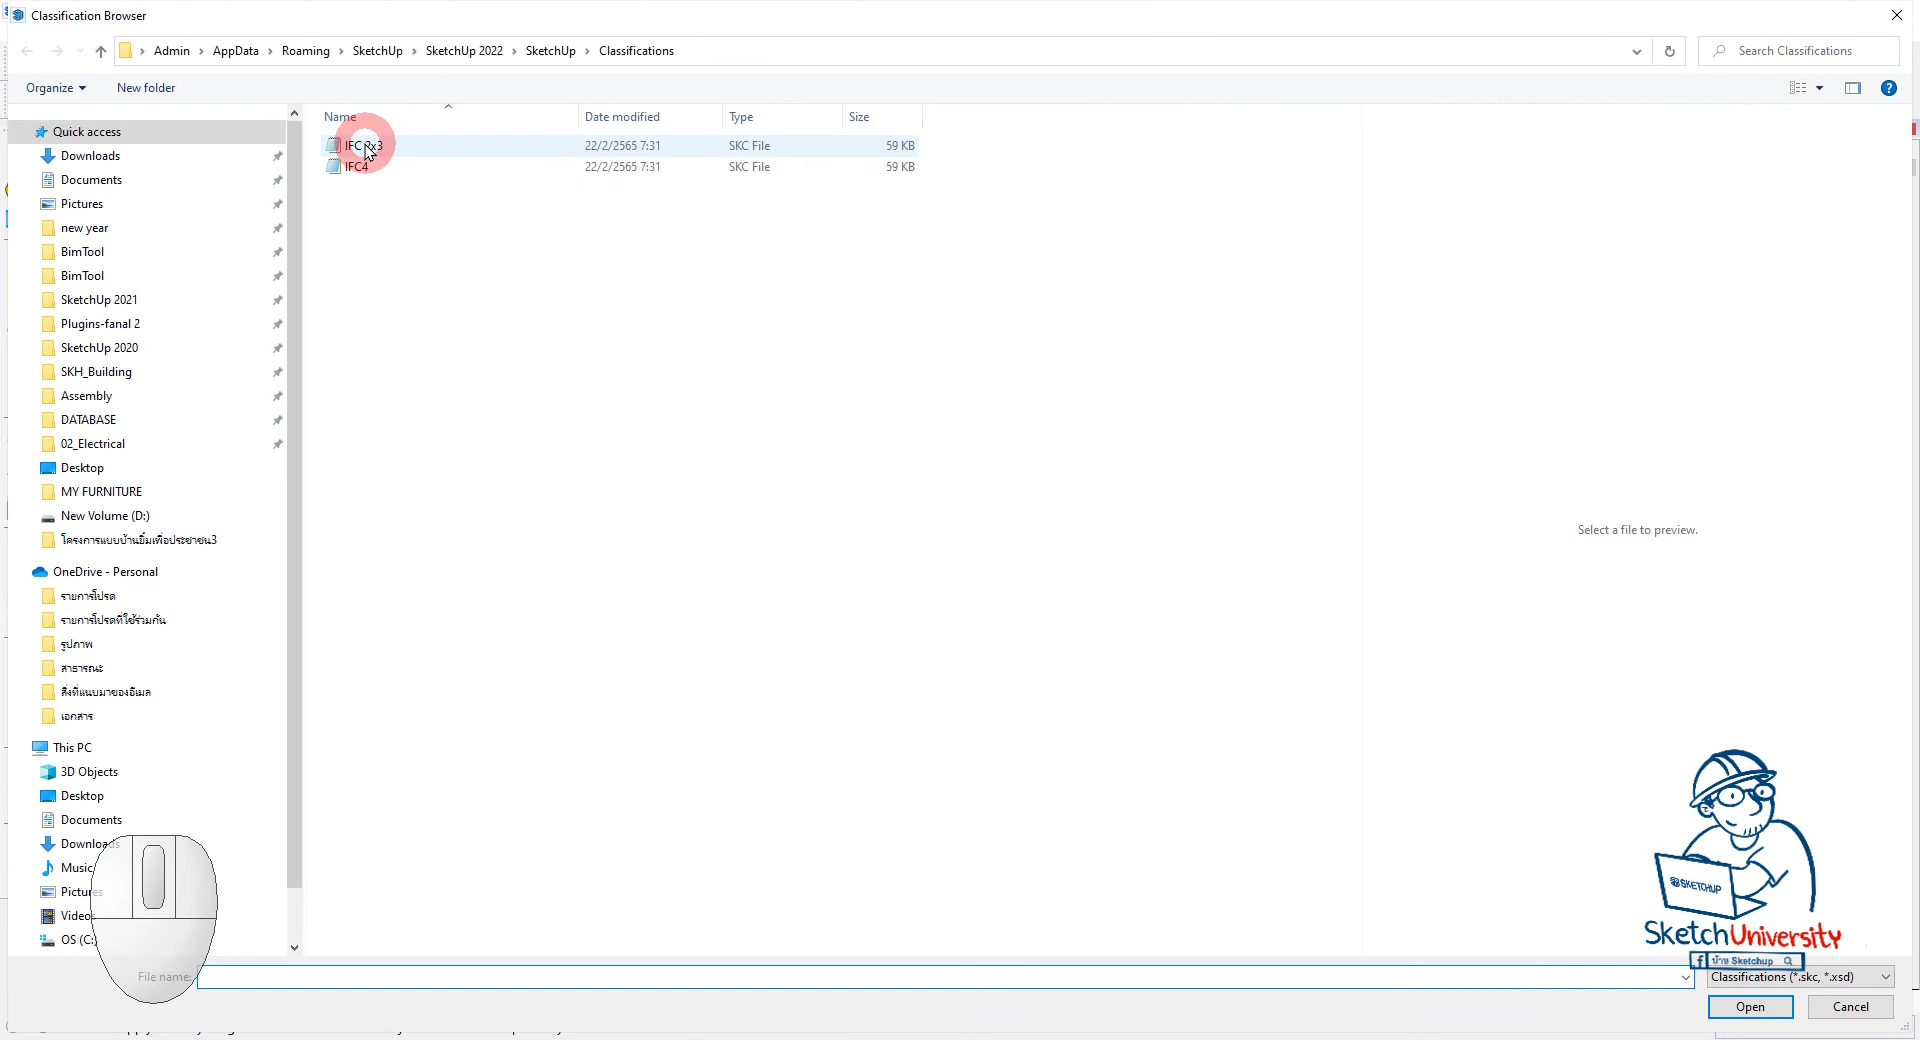 Classification Browser
Admin > AppData > Roaming > SketchUp > SketchUp 2022 > SketchUp > Classifications
Search Classifications
Organize
New folder
Name
Date modified
Type
Size
IFC 2x3
22/2/2565 7:31
SKC File
59 KB
IFC4
22/2/2565 7:31
SKC File
59 KB
Quick access
Downloads
Documents
Pictures
new year
BimTool
BimTool
SketchUp 2021
Plugins-fanal 2
SketchUp 2020
SKH_Building
Assembly
DATABASE
02_Electrical
Desktop
MY FURNITURE
New Volume (D:)
โครงการแบบบ้านยิ้มเพื่อประชาชน3
OneDrive - Personal
รายการโปรด
รายการโปรดที่ใช้ร่วมกัน
รูปภาพ
สาธารณะ
สิ่งที่แนบมาของอีเมล
เอกสาร
This PC
3D Objects
Desktop
Documents
Downloads
Music
Pictures
Videos
OS (C:)
Select a file to preview.
SKETCHUP
SketchUniversity
f บ้าน Sketchup
File name:
Classifications (*.skc, *.xsd)
Open
Cancel